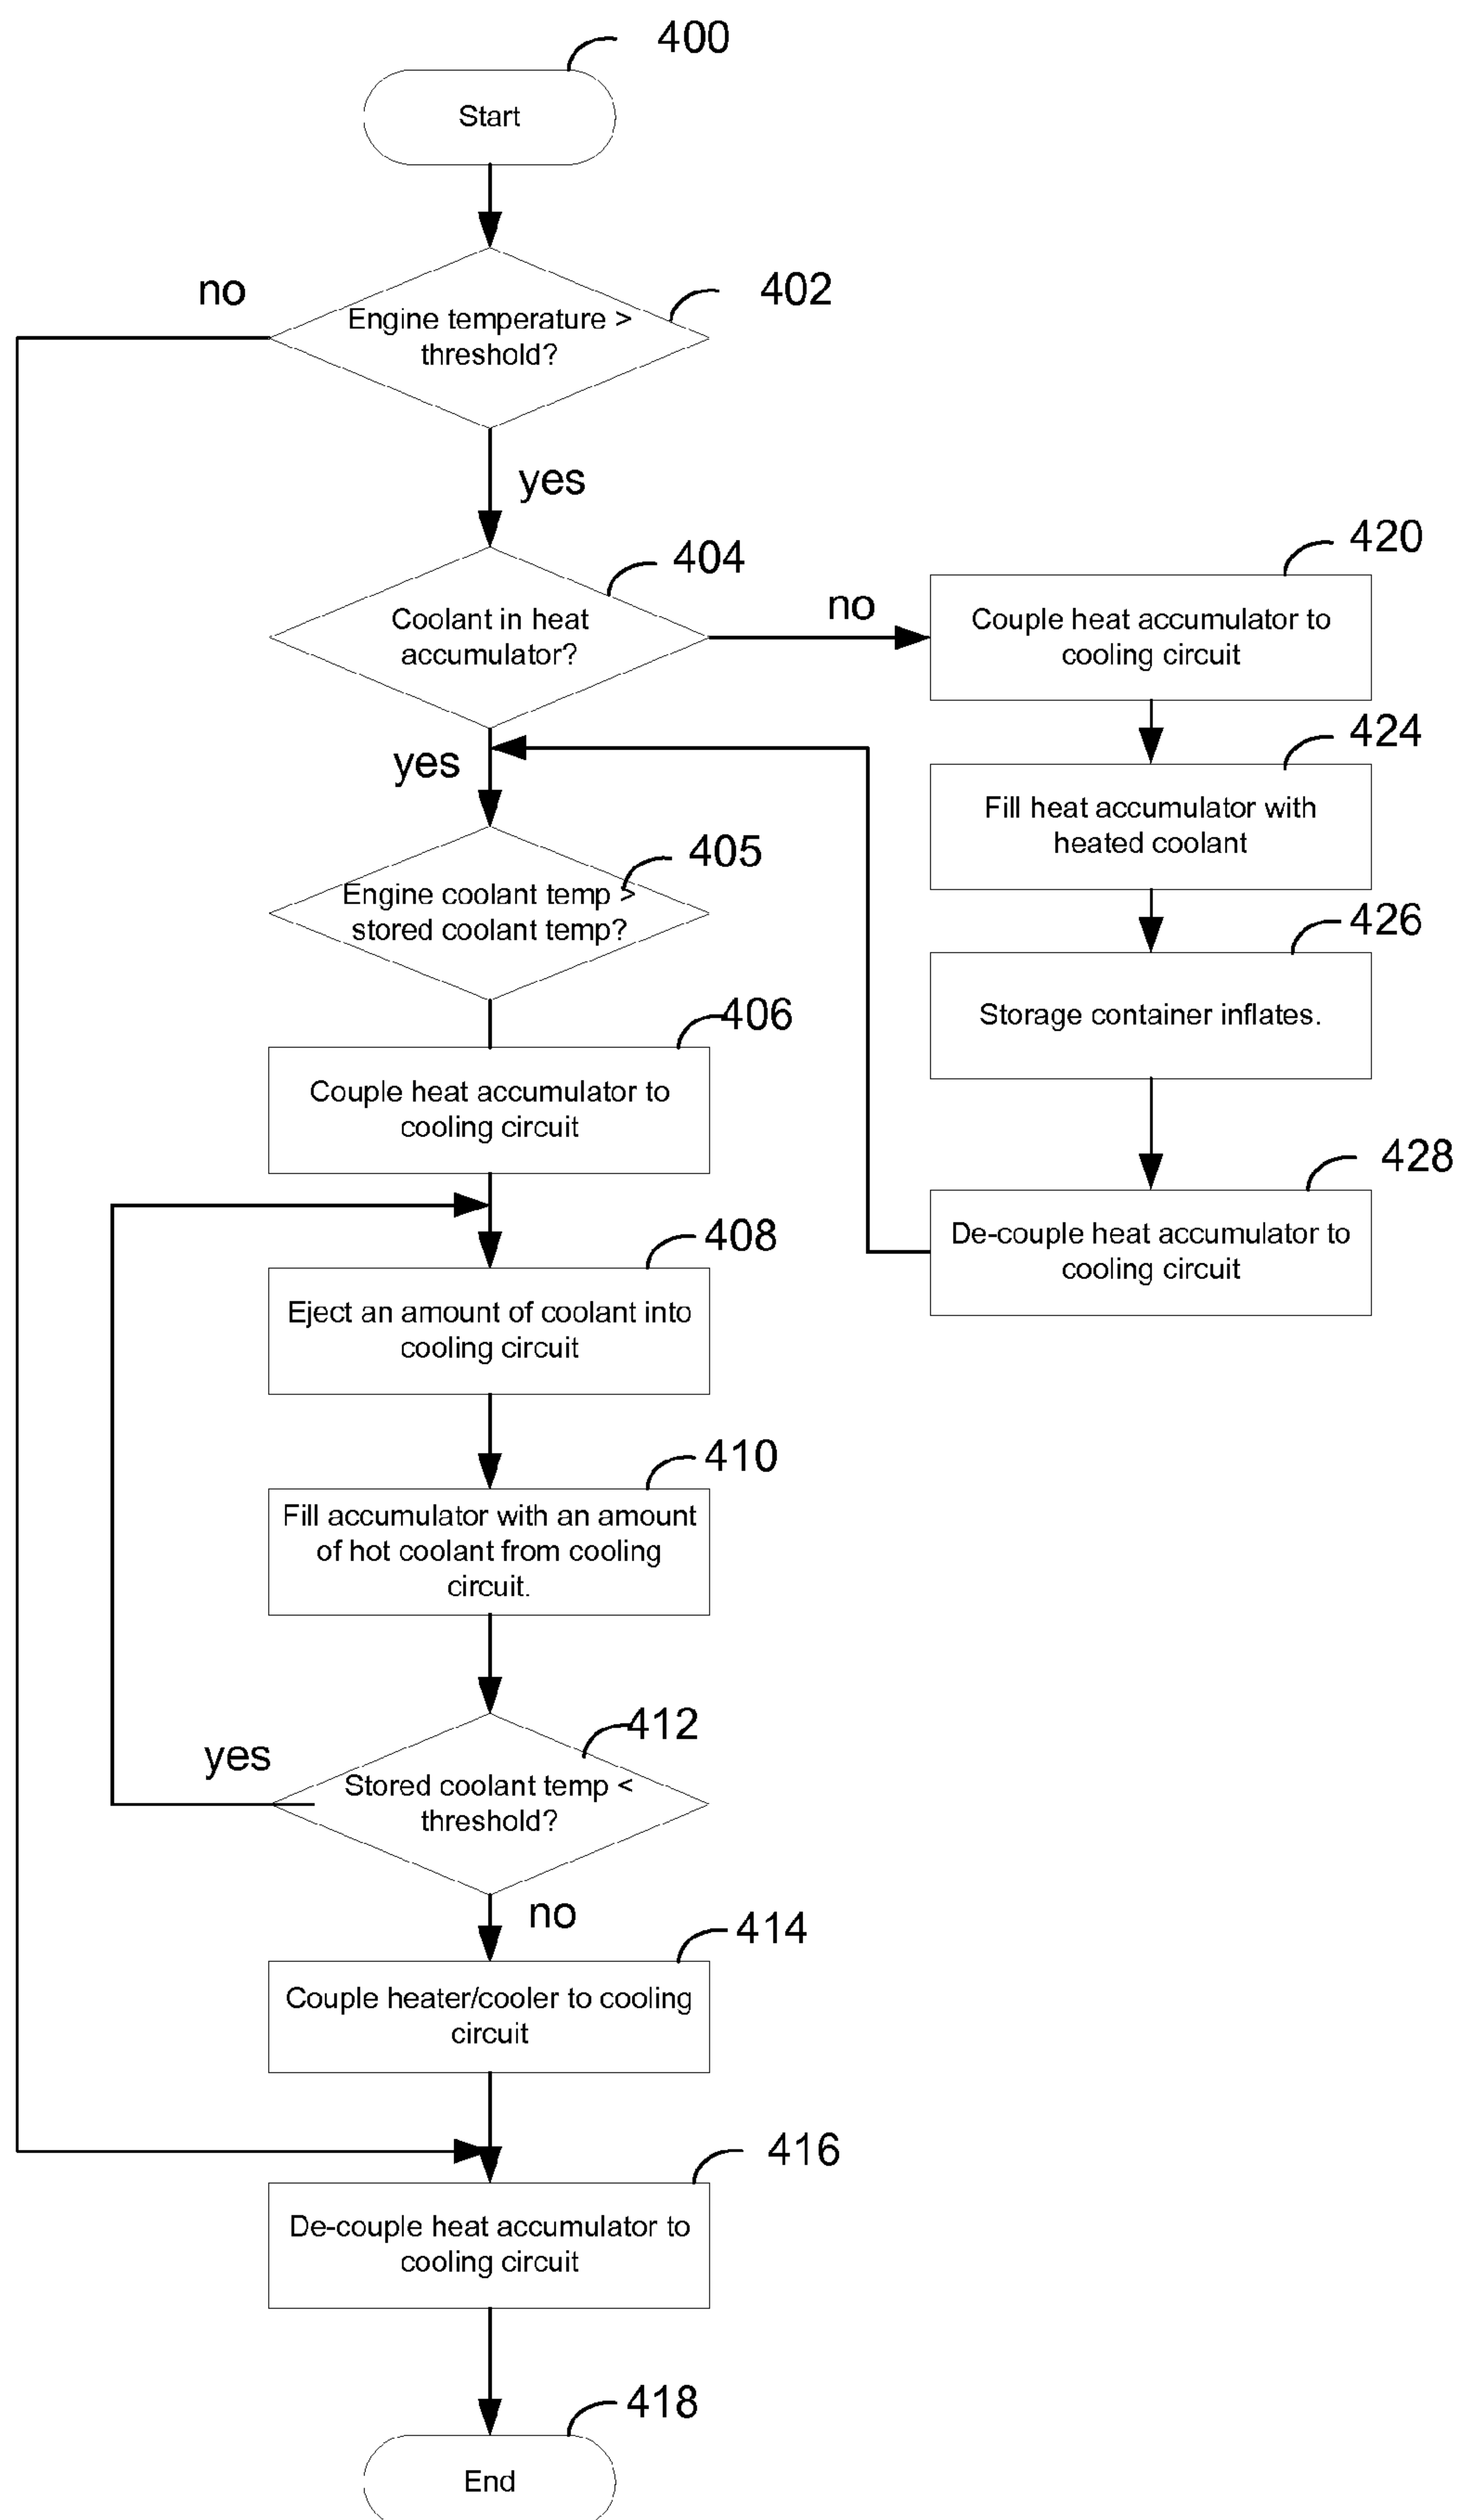 400
Start
no
402
Engine temperature >
threshold?
yes
404
Coolant in heat
accumulator?
no
420
Couple heat accumulator to
cooling circuit
424
Fill heat accumulator with
heated coolant
yes
405
Engine coolant temp >
stored coolant temp?
426
Storage container inflates.
406
Couple heat accumulator to
cooling circuit
428
De-couple heat accumulator to
cooling circuit
408
Eject an amount of coolant into
cooling circuit
410
Fill accumulator with an amount
of hot coolant from cooling
circuit.
412
yes
Stored coolant temp <
threshold?
no
414
Couple heater/cooler to cooling
circuit
416
De-couple heat accumulator to
cooling circuit
418
End